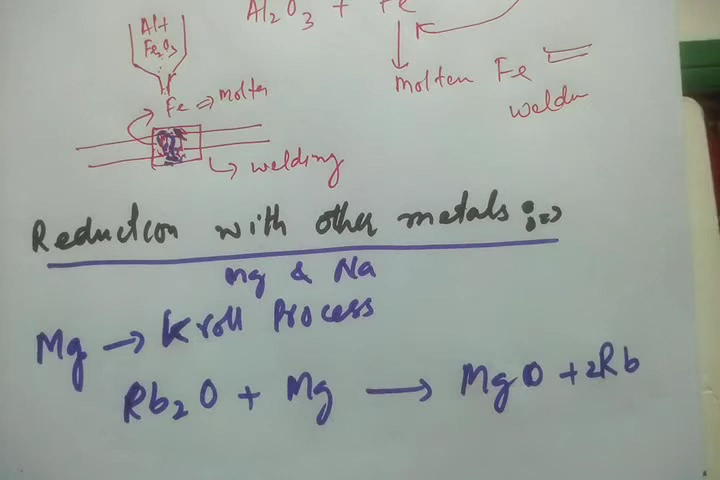 Al₂O₃ + Fe
Al+
Fe₂O₃
Fe ⇒ molten
Molten Fe
welding
Reduction with other metals :⇒
Mg & Na
Mg → Kroll Process
Rb₂O + Mg → MgO + 2Rb